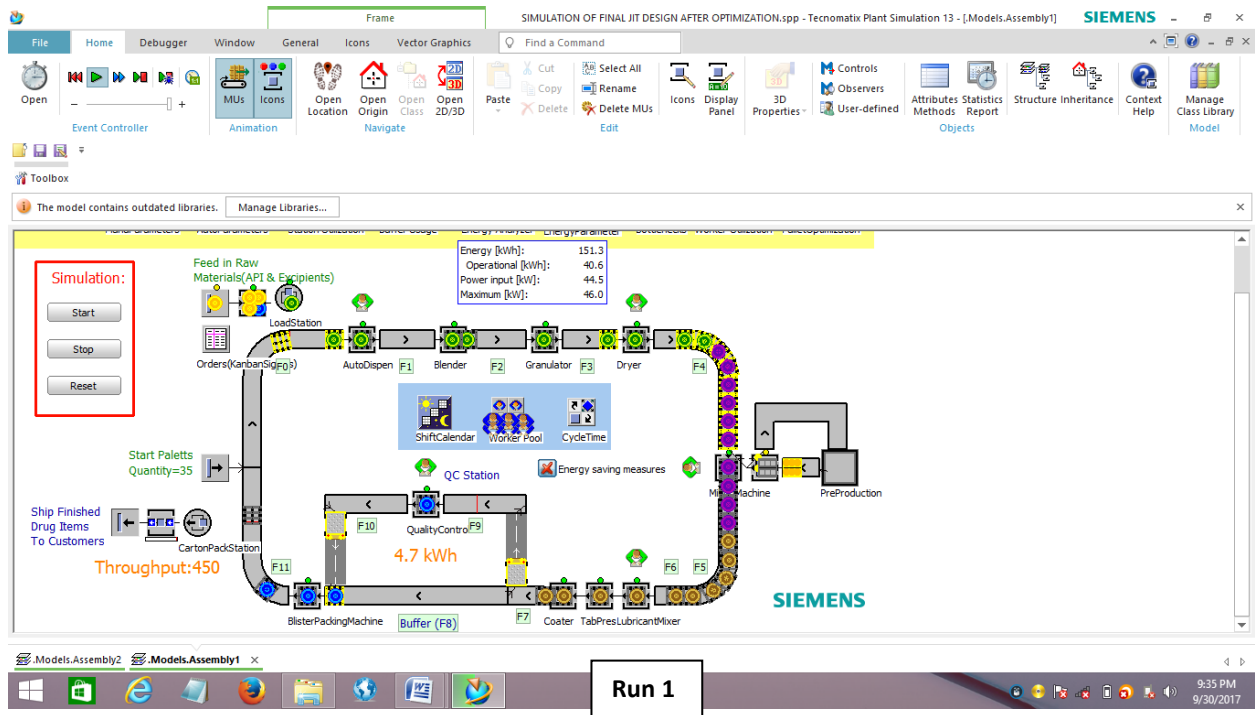 Frame
SIMULATION OF FINAL JIT DESIGN AFTER OPTIMIZATION.spp - Tecnomatix Plant Simulation 13 - [.Models.Assembly1]
SIEMENS
File
Home
Debugger
Window
General
Icons
Vector Graphics
Find a Command
Open
MUs
Icons
Open Location
Open Origin
Open Class
Open 2D/3D
Paste
Cut
Copy
Delete
Select All
Rename
Delete MUs
Icons
Display Panel
3D Properties
Controls
Observers
User-defined
Attributes Methods
Statistics Report
Structure
Inheritance
Context Help
Manage Class Library
Event Controller
Animation
Navigate
Edit
Objects
Model
Toolbox
The model contains outdated libraries.
Manage Libraries...
Energy [kWh]: 151.3
Operational [kWh]: 40.6
Power input [kW]: 44.5
Maximum [kW]: 46.0
Simulation:
Start
Stop
Reset
Feed in Raw
Materials(API & Excipients)
LoadStation
F0
AutoDispen
F1
Blender
F2
Granulator
F3
Dryer
F4
ShiftCalendar
Worker Pool
CycleTime
QC Station
Energy saving measures
PreProduction
Start Paletts
Quantity=35
Ship Finished
Drug Items
To Customers
CartonPackStation
Throughput:450
F10
QualityContro
F9
4.7 kWh
F11
F6
F5
BlisterPackingMachine
Buffer (F8)
F7
Coater
TabPres
LubricantMixer
SIEMENS
.Models.Assembly2
.Models.Assembly1
Run 1
9:35 PM
9/30/2017